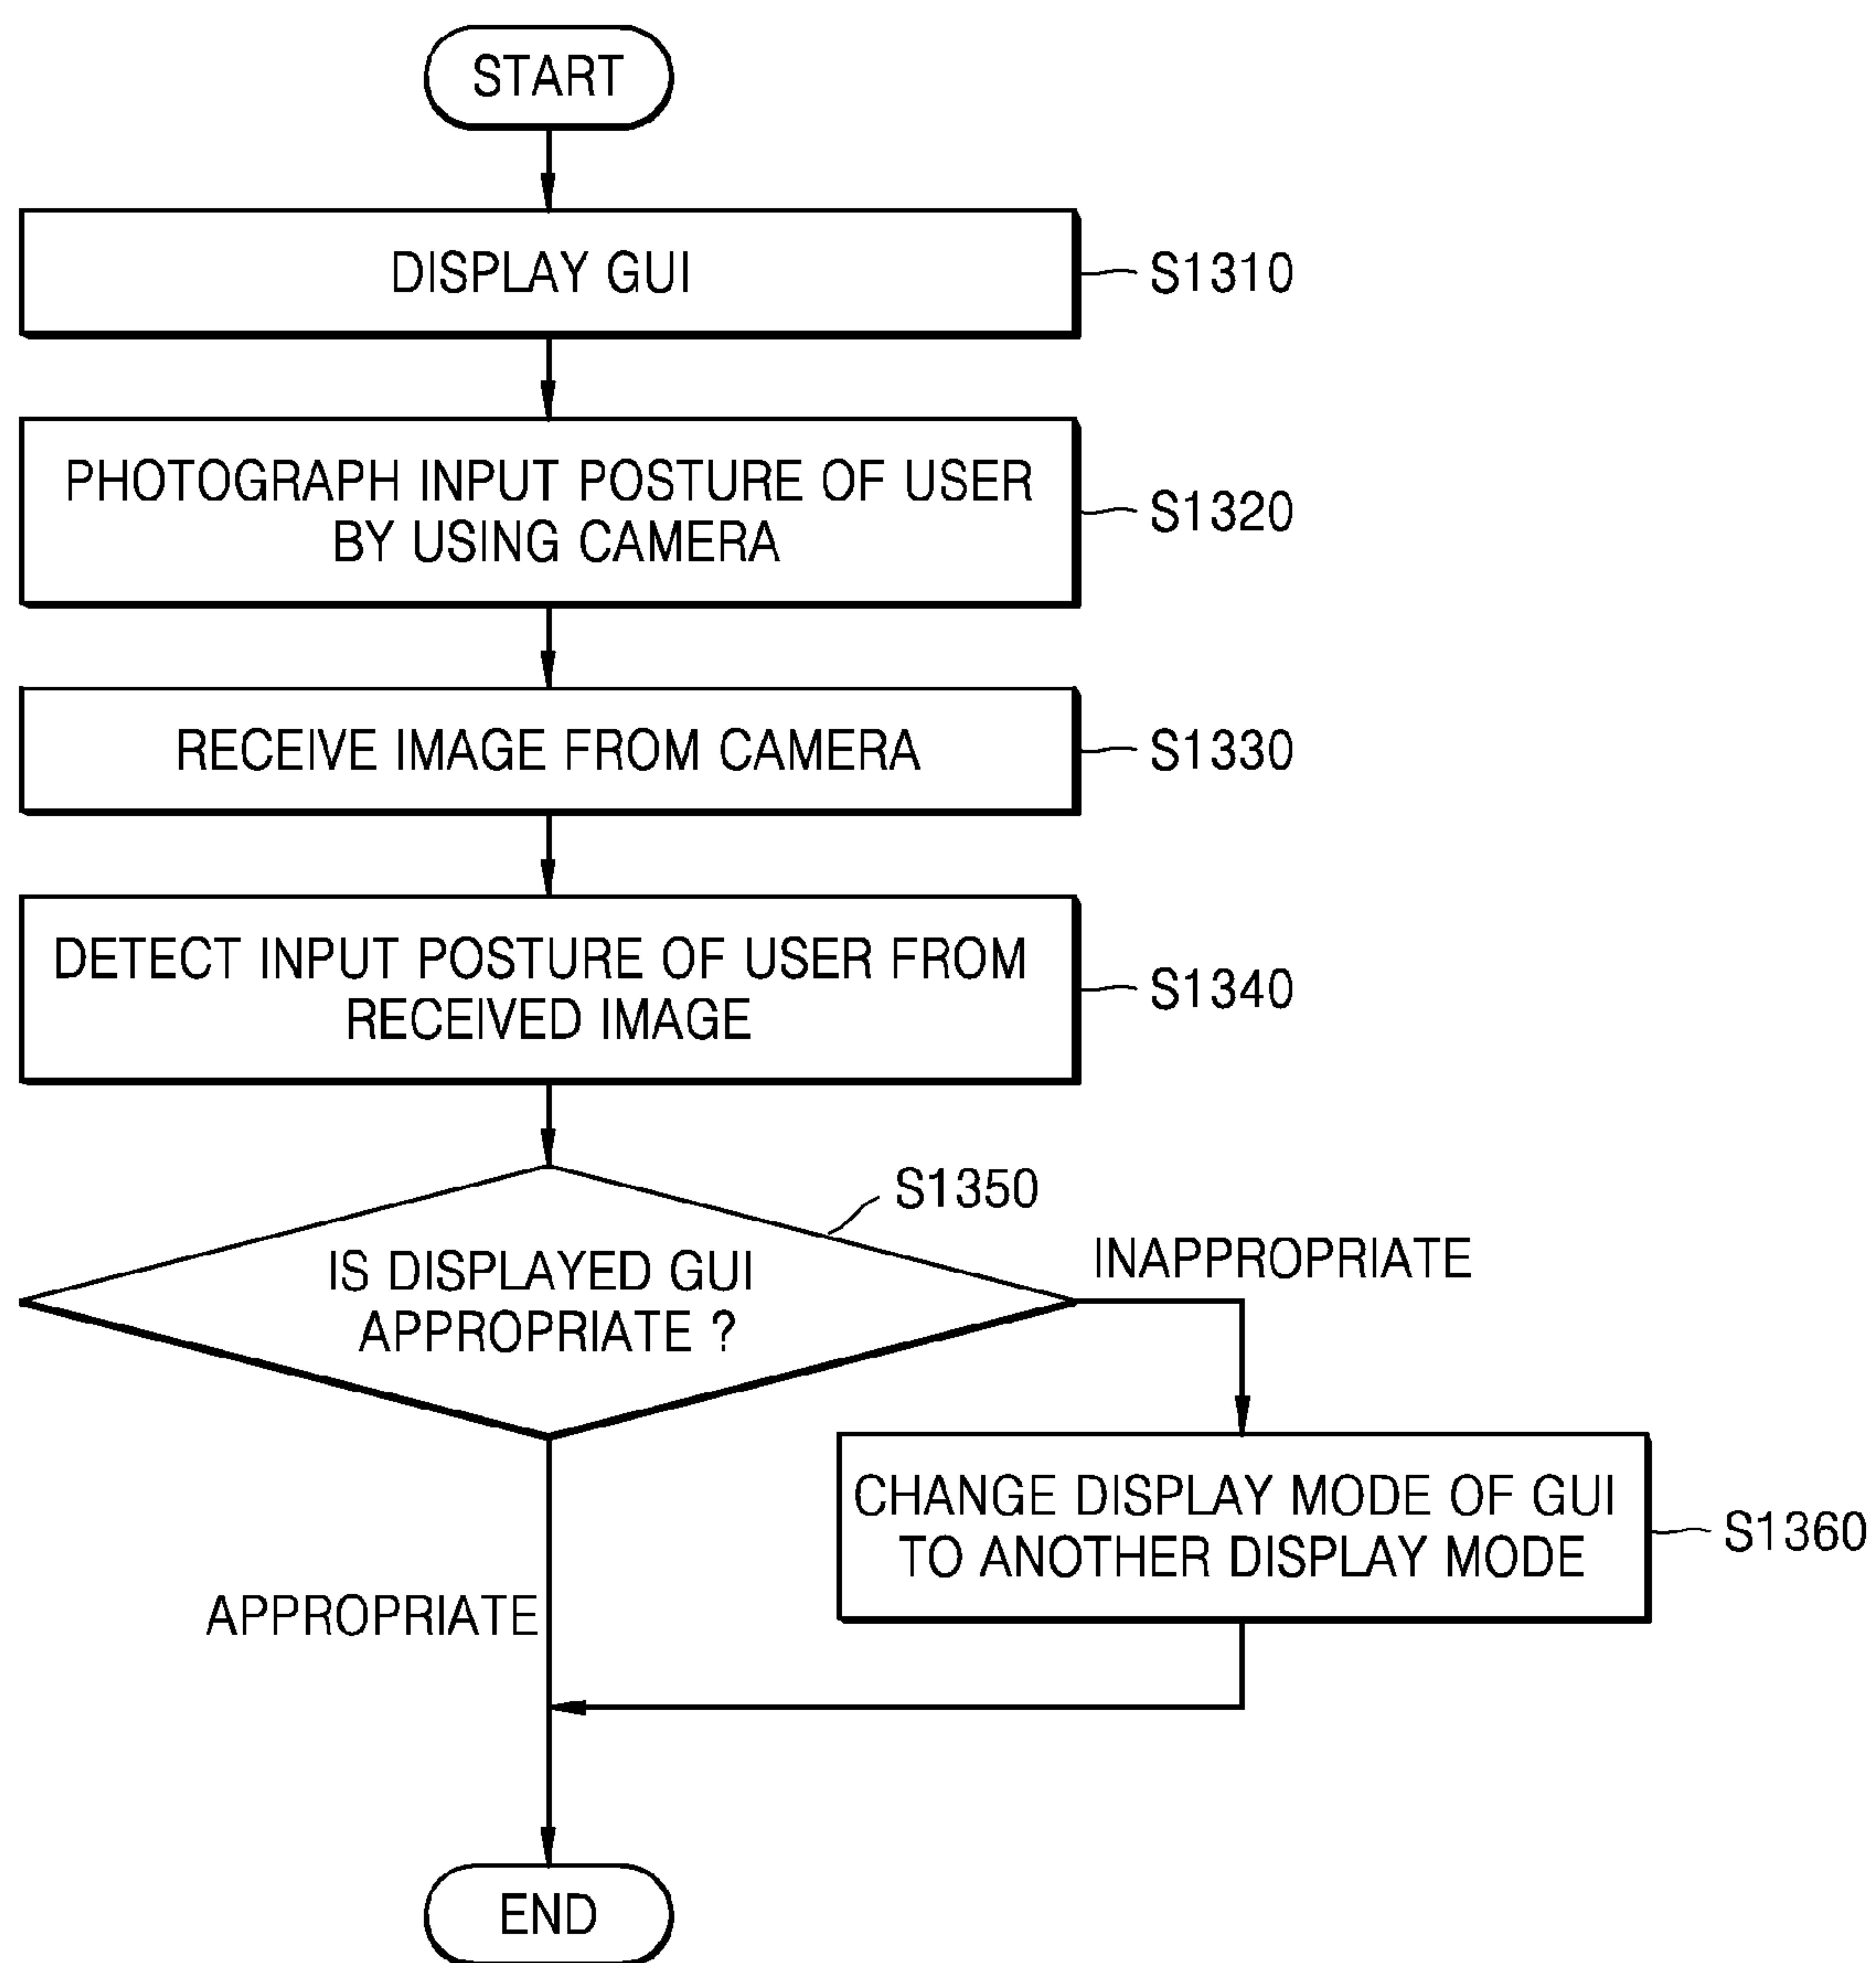 START
DISPLAY GUI
S1310
PHOTOGRAPH INPUT POSTURE OF USER
BY USING CAMERA
S1320
RECEIVE IMAGE FROM CAMERA
S1330
DETECT INPUT POSTURE OF USER FROM
RECEIVED IMAGE
S1340
S1350
IS DISPLAYED GUI
APPROPRIATE ?
INAPPROPRIATE
CHANGE DISPLAY MODE OF GUI
TO ANOTHER DISPLAY MODE
S1360
APPROPRIATE
END